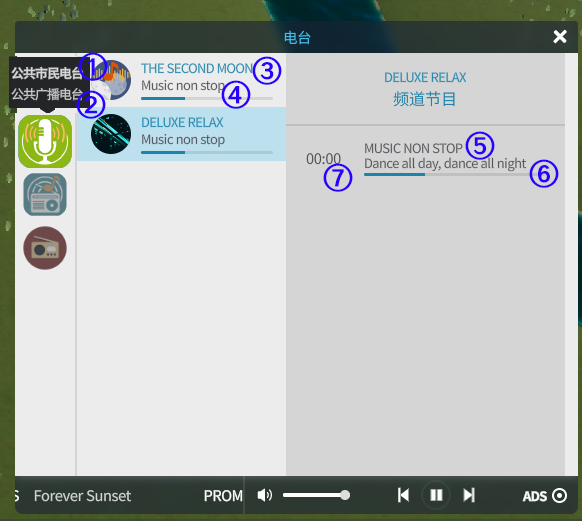 电台
公共市民电台
①
公共广播电台
②
THE SECOND MOON
③
Music non stop
④
DELUXE RELAX
Music non stop
DELUXE RELAX
频道节目
00:00
⑦
MUSIC NON STOP
⑤
Dance all day, dance all night
⑥
S Forever Sunset
PROM
ADS